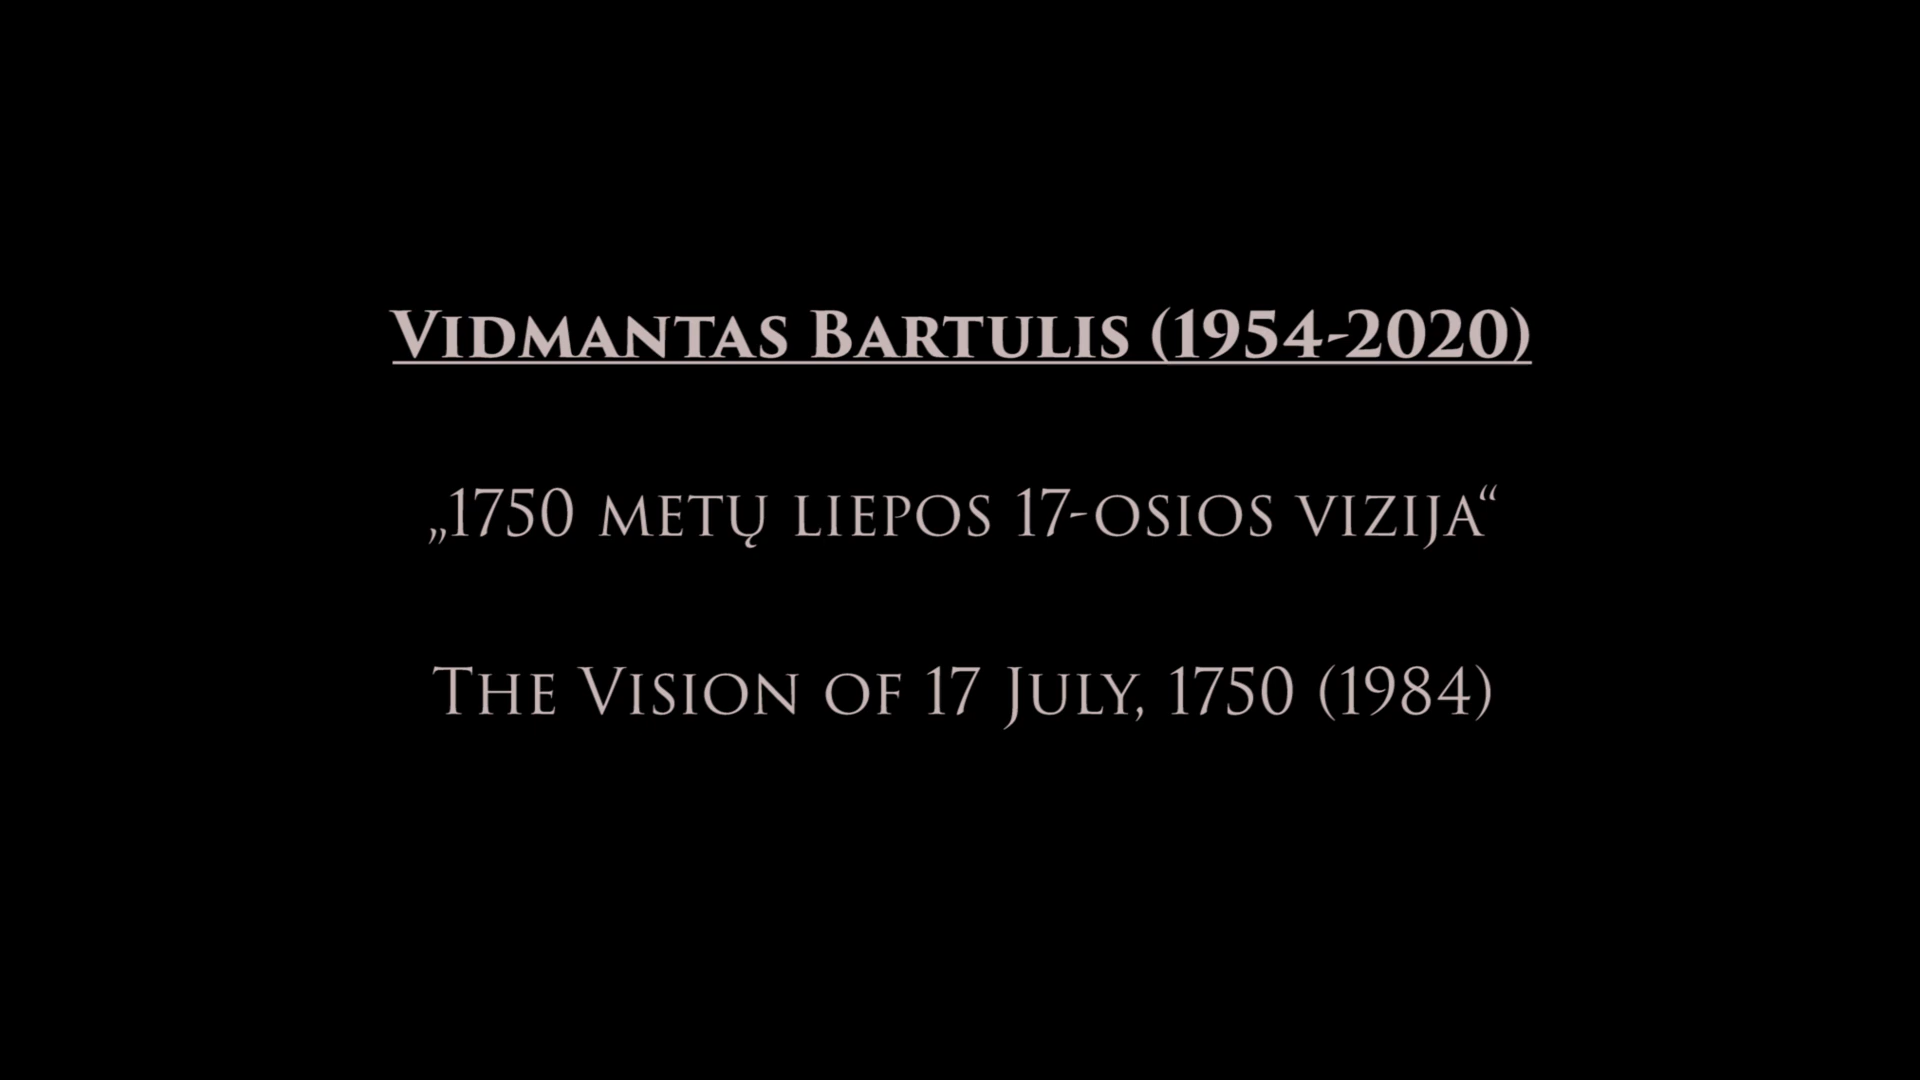 Vidmantas Bartulis (1954-2020)
„1750 metų liepos 17-osios vizija“
The Vision of 17 July, 1750 (1984)